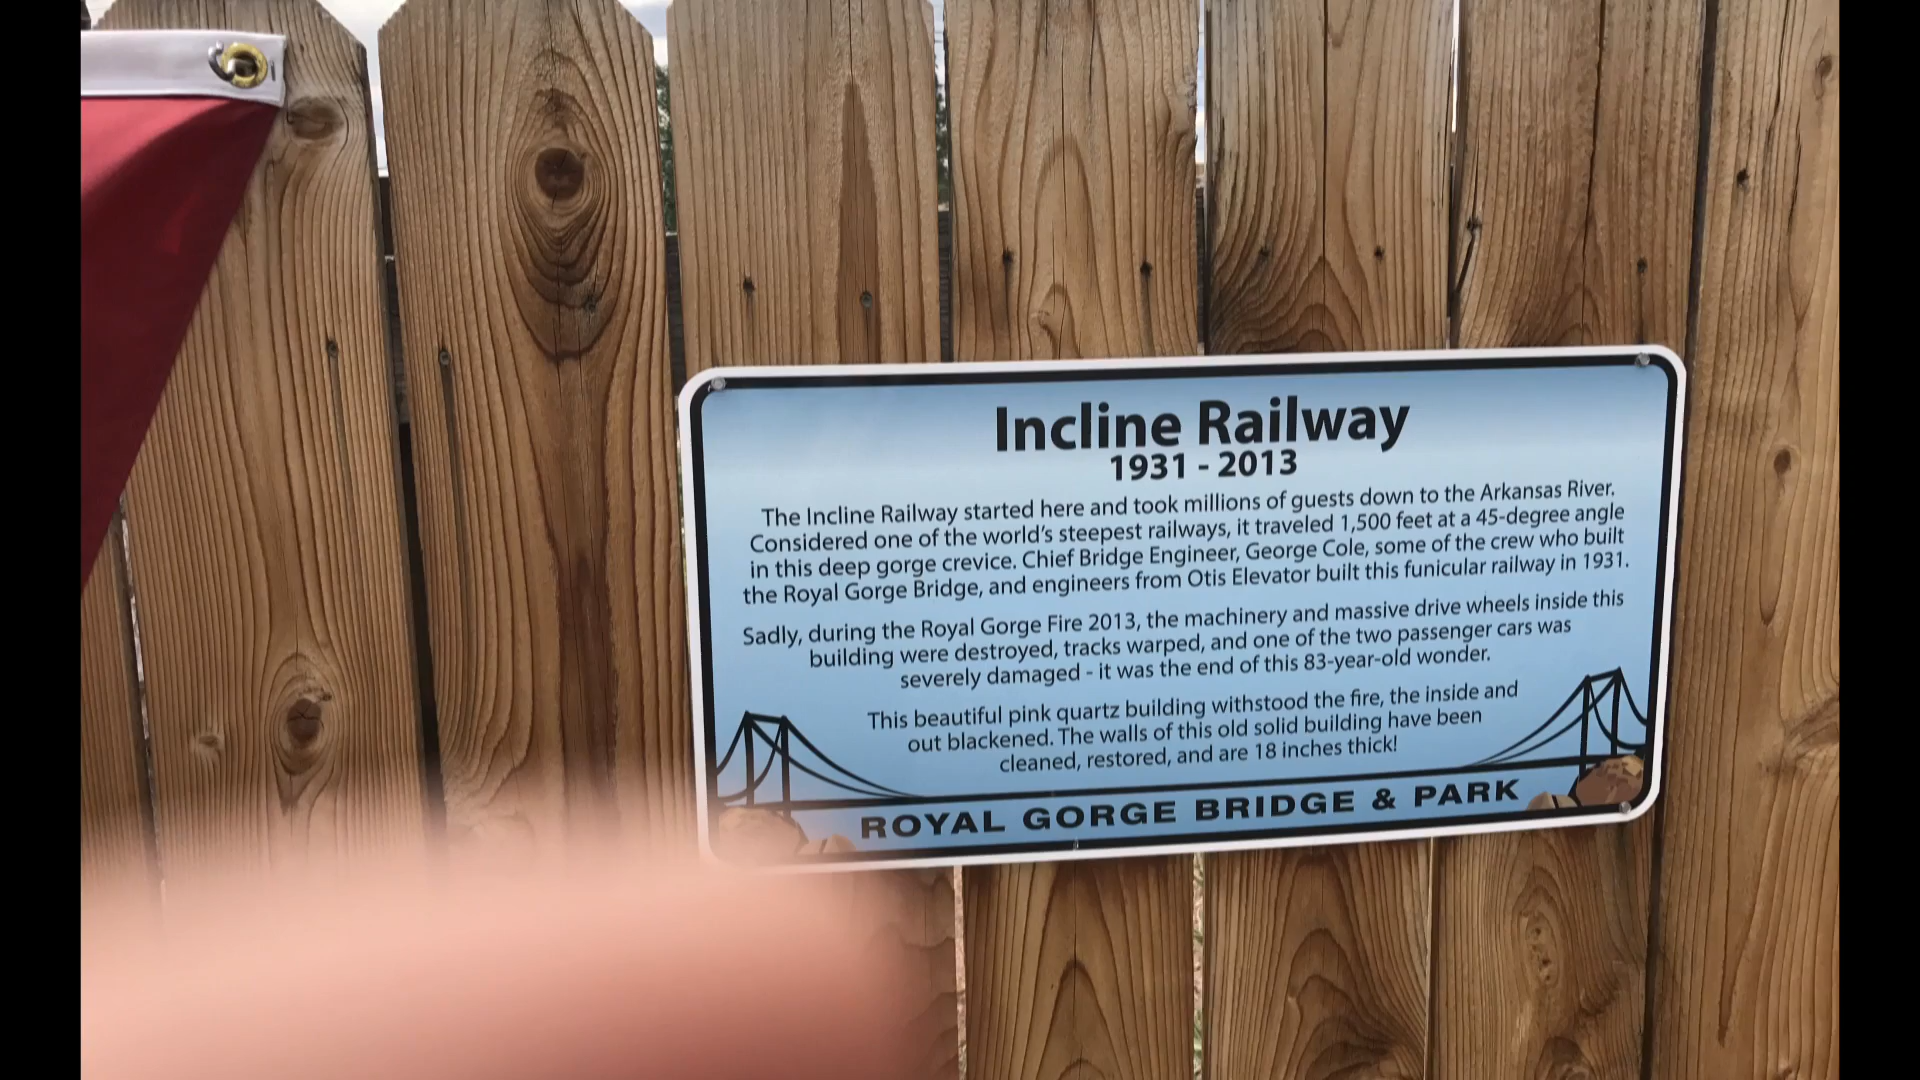 Incline Railway
1931 - 2013
The Incline Railway started here and took millions of guests down to the Arkansas River.
Considered one of the world's steepest railways, it traveled 1,500 feet at a 45-degree angle
in this deep gorge crevice. Chief Bridge Engineer, George Cole, some of the crew who built
the Royal Gorge Bridge, and engineers from Otis Elevator built this funicular railway in 1931.
Sadly, during the Royal Gorge Fire 2013, the machinery and massive drive wheels inside this
building were destroyed, tracks warped, and one of the two passenger cars was
severely damaged - it was the end of this 83-year-old wonder.
This beautiful pink quartz building withstood the fire, the inside and
out blackened. The walls of this old solid building have been
cleaned, restored, and are 18 inches thick!
ROYAL GORGE BRIDGE & PARK